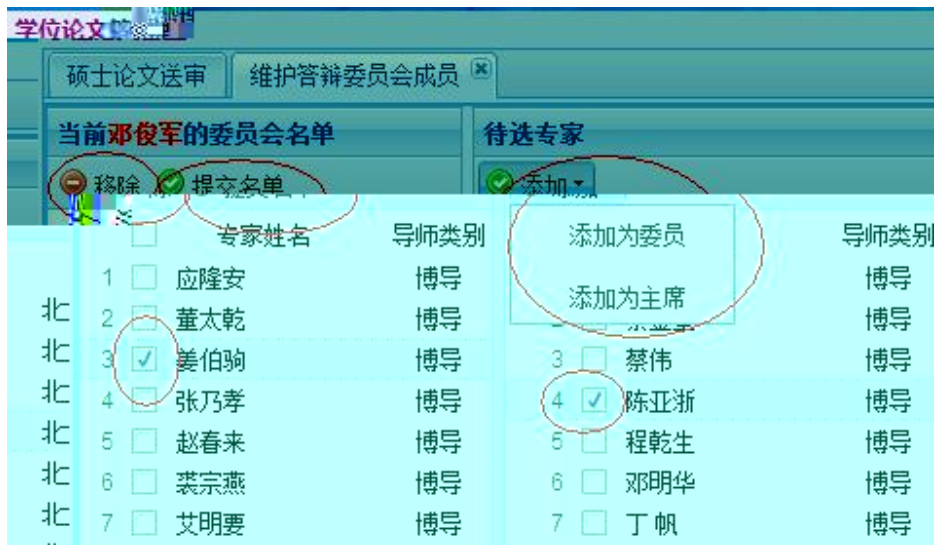 学位论文
硕士论文送审 维护答辩委员会成员
当前邓俊军的委员会名单 待选专家
移除 提交名单 添加
专家姓名 导师类别 添加为委员 导师类别
1 应隆安 博导 博导
添加为主席
北 2 董太乾 博导 博导
北 3 姜伯驹 博导 3 蔡伟 博导
北 4 张乃孝 博导 4 陈亚浙 博导
北 5 赵春来 博导 5 程乾生 博导
北 6 裘宗燕 博导 6 邓明华 博导
北 7 艾明要 博导 7 丁帆 博导